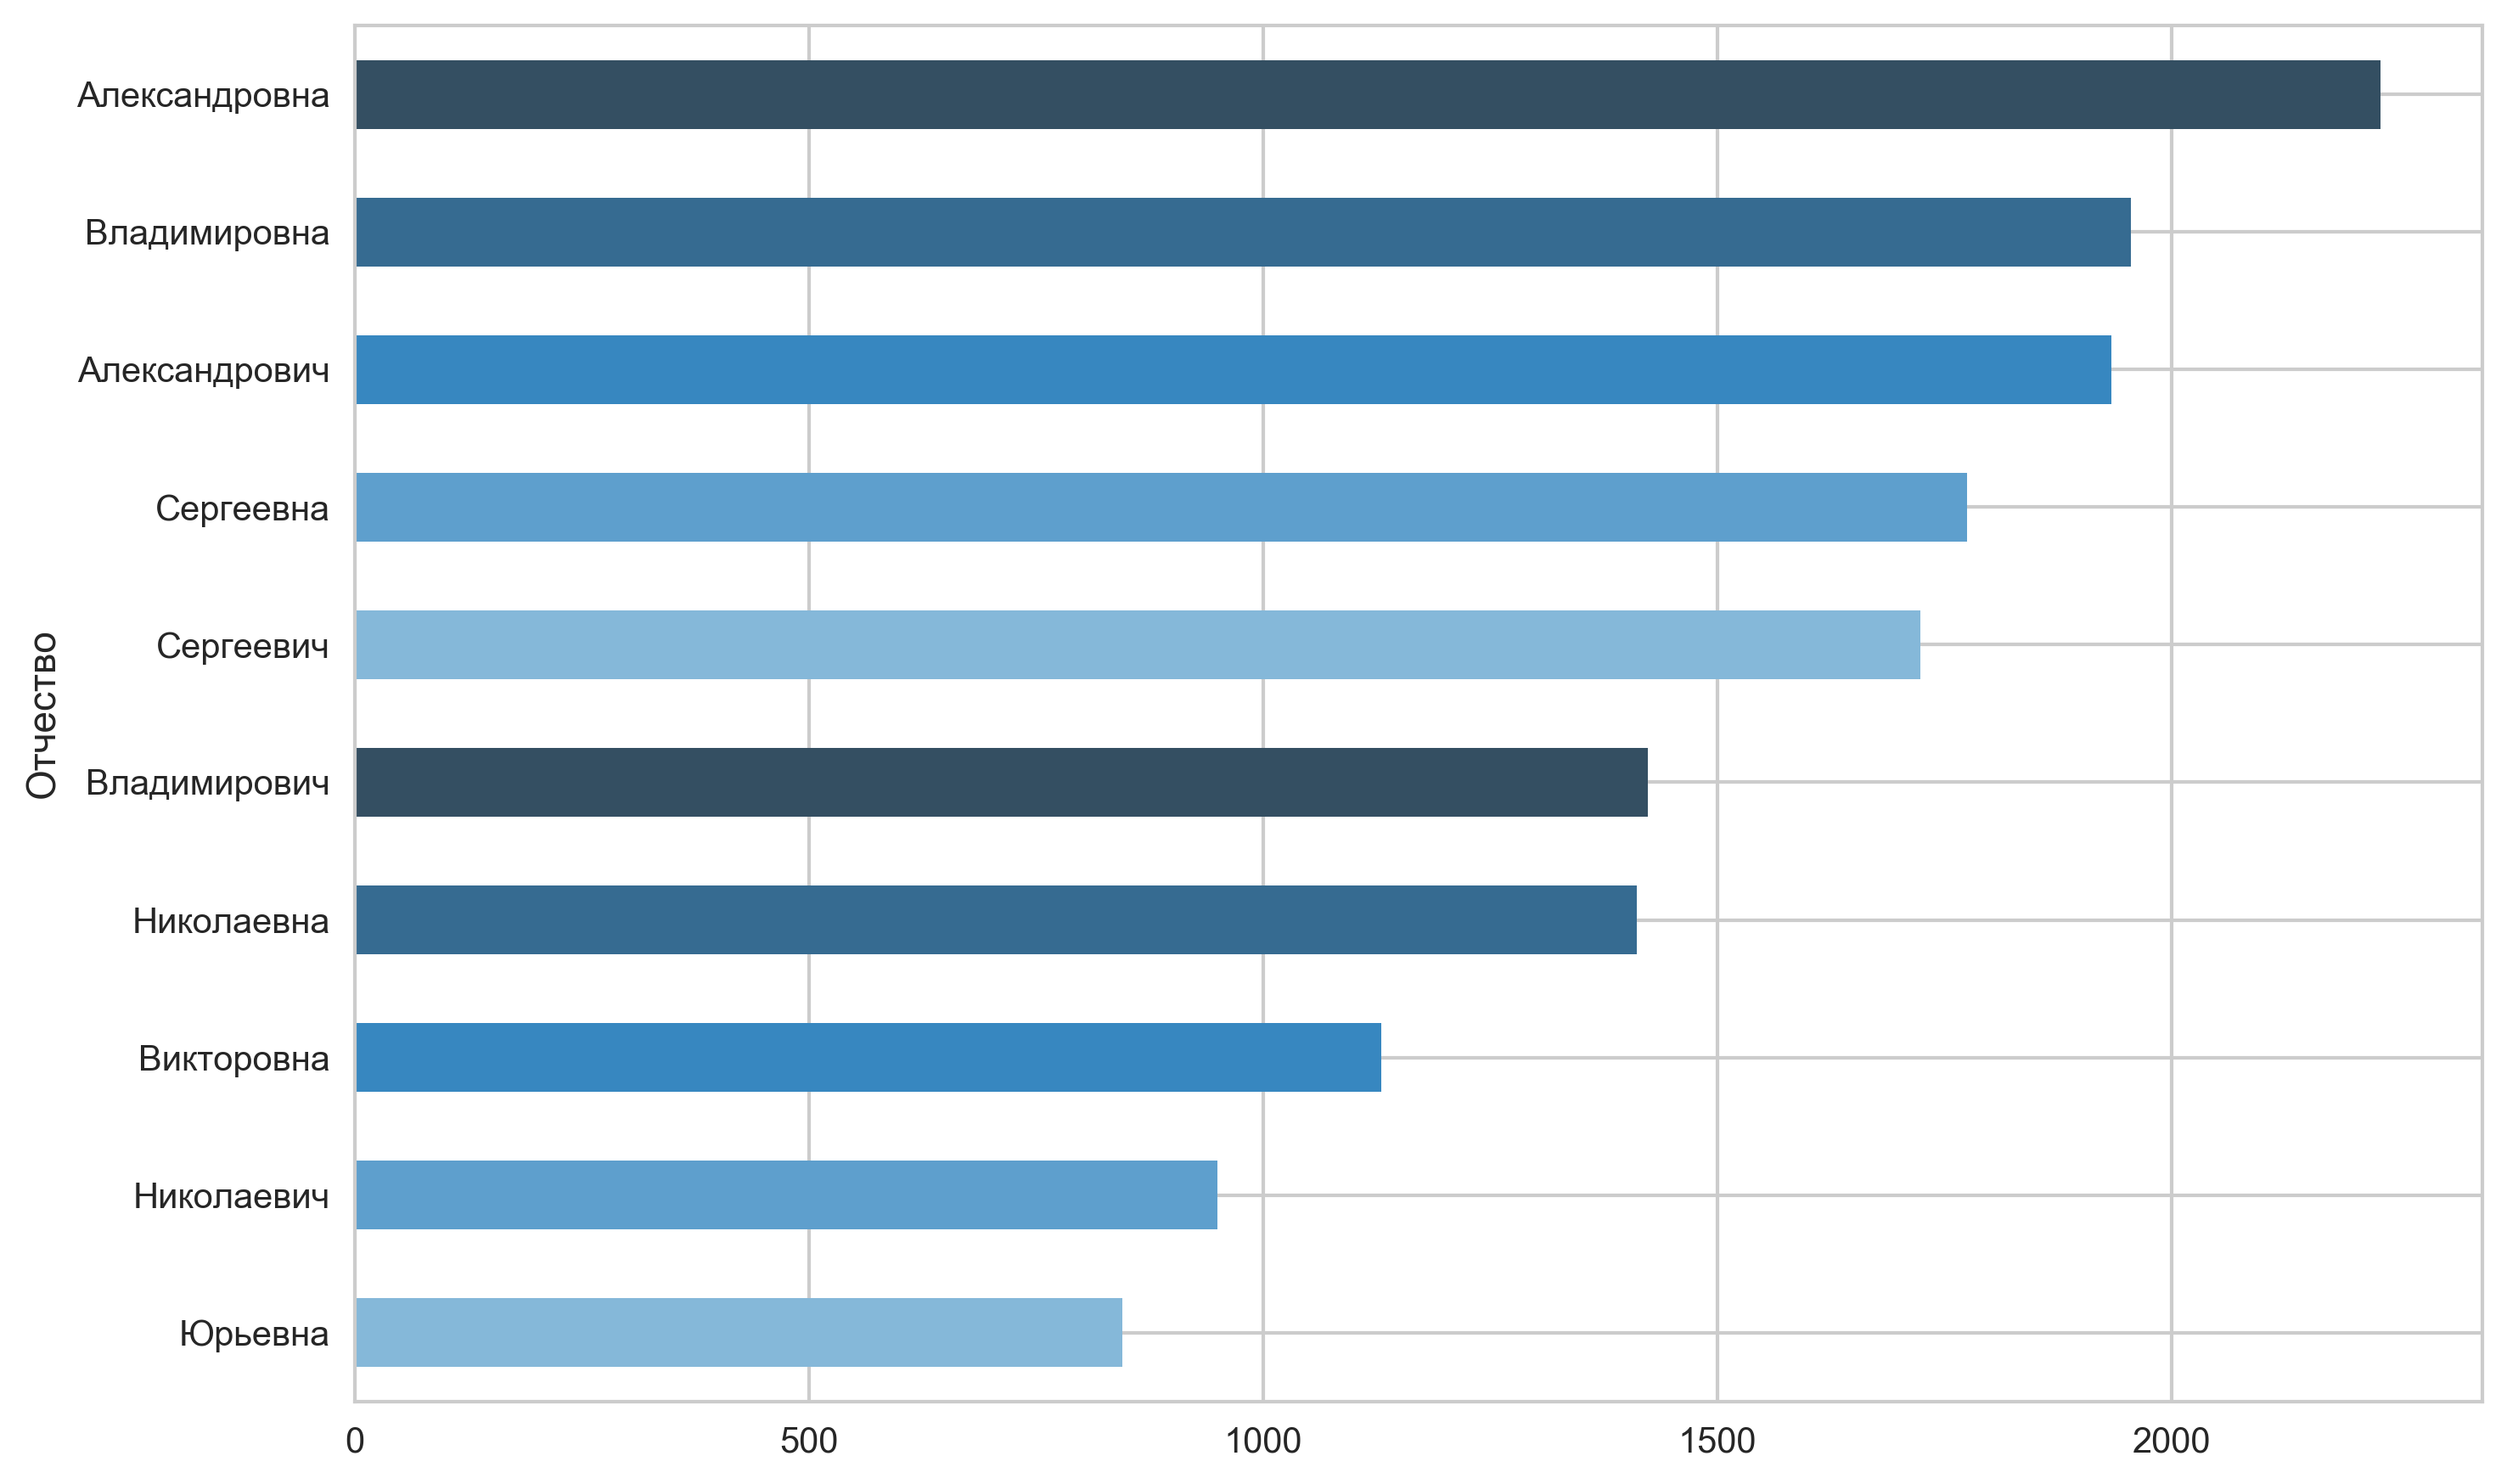 Отчество
Александровна
Владимировна
Александрович
Сергеевна
Сергеевич
Владимирович
Николаевна
Викторовна
Николаевич
Юрьевна
0 500 1000 1500 2000